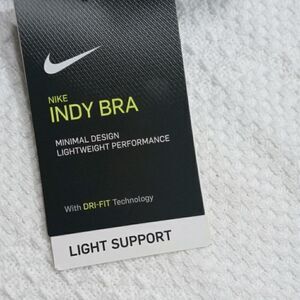 NIKE
INDY BRA
MINIMAL DESIGN
LIGHTWEIGHT PERFORMANCE
With DRI-FIT Technology
LIGHT SUPPORT